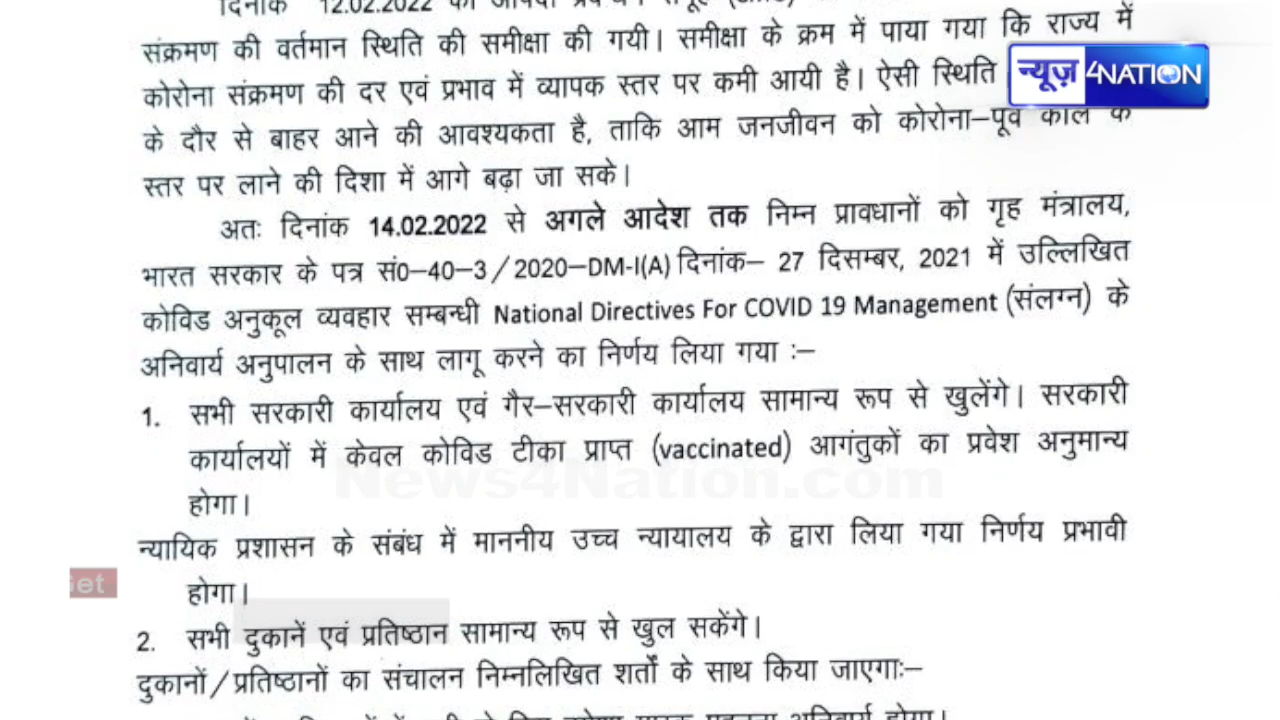 दिनांक 12.02.2022
संक्रमण की वर्तमान स्थिति की समीक्षा की गयी। समीक्षा के क्रम में पाया गया कि राज्य में
कोरोना संक्रमण की दर एवं प्रभाव में व्यापक स्तर पर कमी आयी है। ऐसी स्थिति
न्यूज़ 4NATION
के दौर से बाहर आने की आवश्यकता है, ताकि आम जनजीवन को कोरोना–पूर्व काल के
स्तर पर लाने की दिशा में आगे बढ़ा जा सके।
अतः दिनांक 14.02.2022 से अगले आदेश तक निम्न प्रावधानों को गृह मंत्रालय,
भारत सरकार के पत्र सं0–40–3/2020–DM-I(A) दिनांक– 27 दिसम्बर, 2021 में उल्लिखित
कोविड अनुकूल व्यवहार सम्बन्धी National Directives For COVID 19 Management (संलग्न) के
अनिवार्य अनुपालन के साथ लागू करने का निर्णय लिया गया :–
1. सभी सरकारी कार्यालय एवं गैर–सरकारी कार्यालय सामान्य रूप से खुलेंगे। सरकारी
कार्यालयों में केवल कोविड टीका प्राप्त (vaccinated) आगंतुकों का प्रवेश अनुमान्य
News4Nation.com
होगा।
न्यायिक प्रशासन के संबंध में माननीय उच्च न्यायालय के द्वारा लिया गया निर्णय प्रभावी
होगा।
2. सभी दुकानें एवं प्रतिष्ठान सामान्य रूप से खुल सकेंगे।
दुकानों/प्रतिष्ठानों का संचालन निम्नलिखित शर्तों के साथ किया जाएगाः–